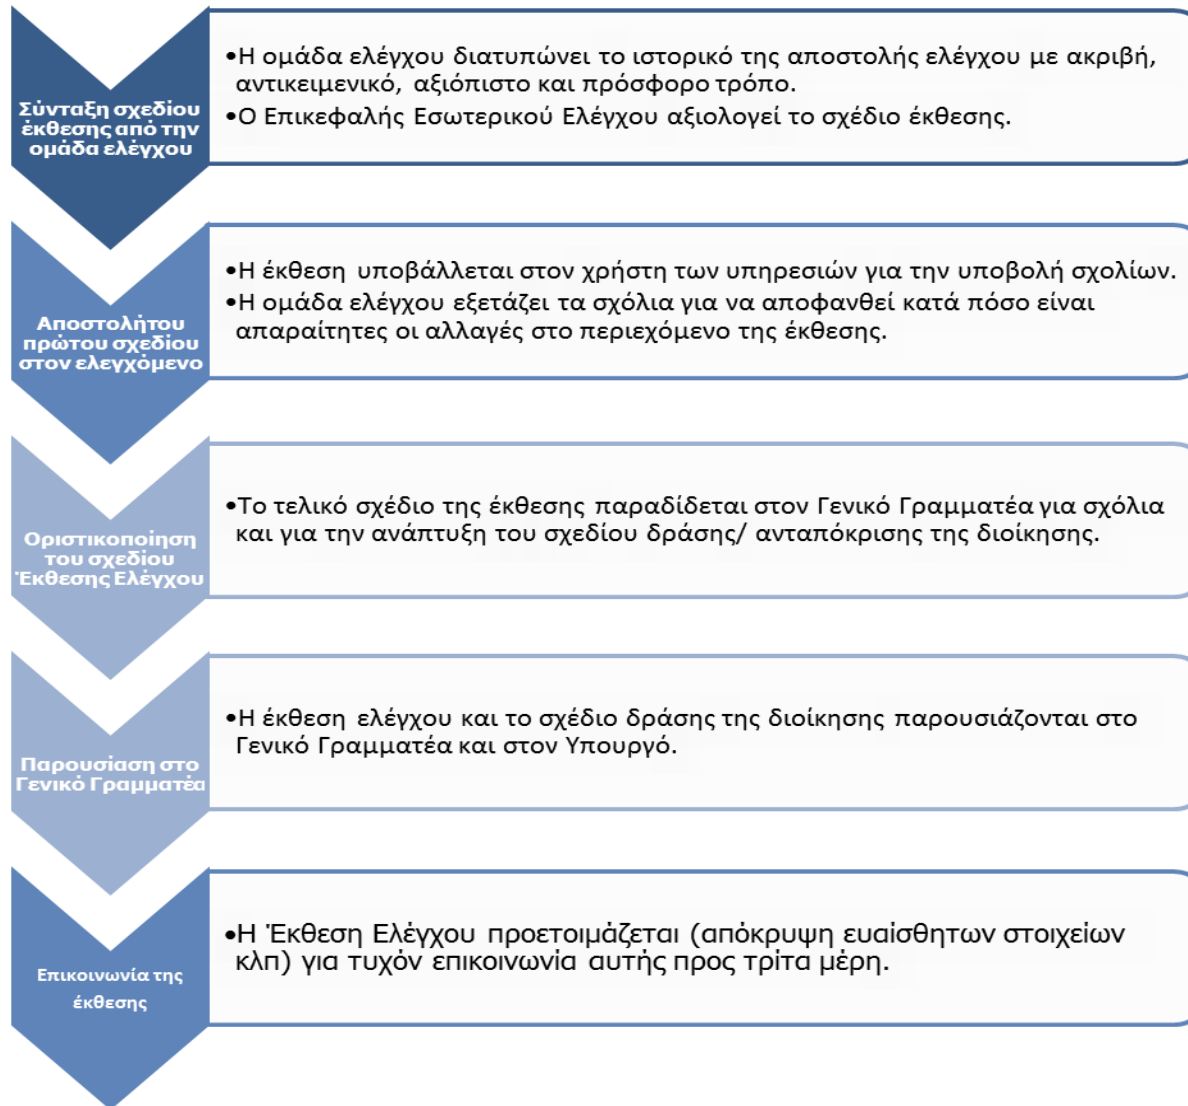 Σύνταξη σχεδίου
έκθεσης από την
ομάδα ελέγχου
•Η ομάδα ελέγχου διατυπώνει το ιστορικό της αποστολής ελέγχου με ακριβή,
αντικειμενικό, αξιόπιστο και πρόσφορο τρόπο.
•Ο Επικεφαλής Εσωτερικού Ελέγχου αξιολογεί το σχέδιο έκθεσης.
Αποστολήτου
πρώτου σχεδίου
στον ελεγχόμενο
•Η έκθεση υποβάλλεται στον χρήστη των υπηρεσιών για την υποβολή σχολίων.
•Η ομάδα ελέγχου εξετάζει τα σχόλια για να αποφανθεί κατά πόσο είναι
απαραίτητες οι αλλαγές στο περιεχόμενο της έκθεσης.
Οριστικοποίηση
του σχεδίου
Έκθεσης Ελέγχου
•Το τελικό σχέδιο της έκθεσης παραδίδεται στον Γενικό Γραμματέα για σχόλια
και για την ανάπτυξη του σχεδίου δράσης/ ανταπόκρισης της διοίκησης.
Παρουσίαση στο
Γενικό Γραμματέα
•Η έκθεση ελέγχου και το σχέδιο δράσης της διοίκησης παρουσιάζονται στο
Γενικό Γραμματέα και στον Υπουργό.
Επικοινωνία της
έκθεσης
•Η Έκθεση Ελέγχου προετοιμάζεται (απόκρυψη ευαίσθητων στοιχείων
κλπ) για τυχόν επικοινωνία αυτής προς τρίτα μέρη.